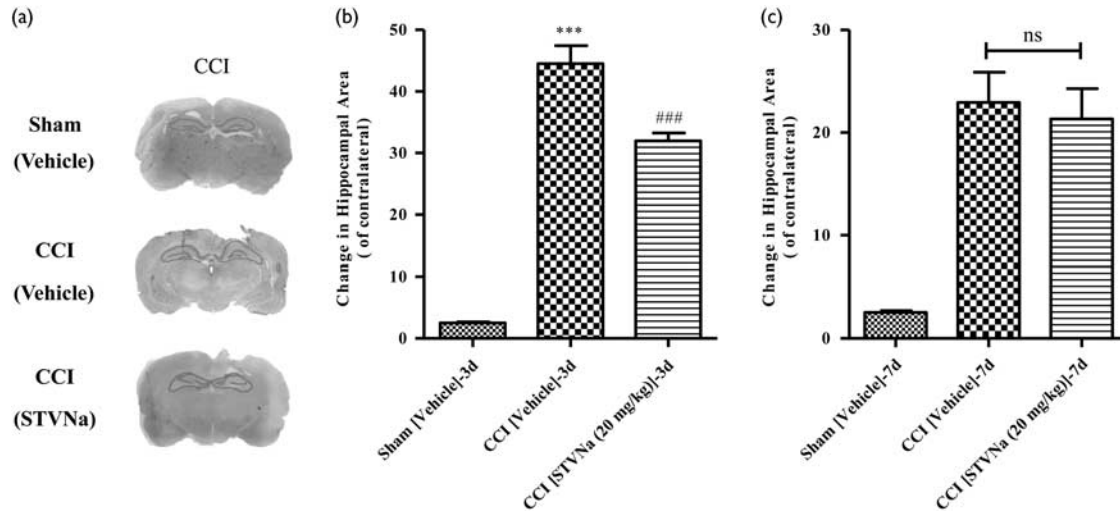 (a)
CCI
Sham
(Vehicle)
CCI
(Vehicle)
CCI
(STVNa)
(b)
Change in Hippocampal Area
( of contralateral)
50
40
30
20
10
0
***
###
Sham [Vehicle]-3d
CCI [Vehicle]-3d
CCI [STVNa (20 mg/kg)]-3d
(c)
Change in Hippocampal Area
( of contralateral)
30
20
10
0
ns
Sham [Vehicle]-7d
CCI [Vehicle]-7d
CCI [STVNa (20 mg/kg)]-7d